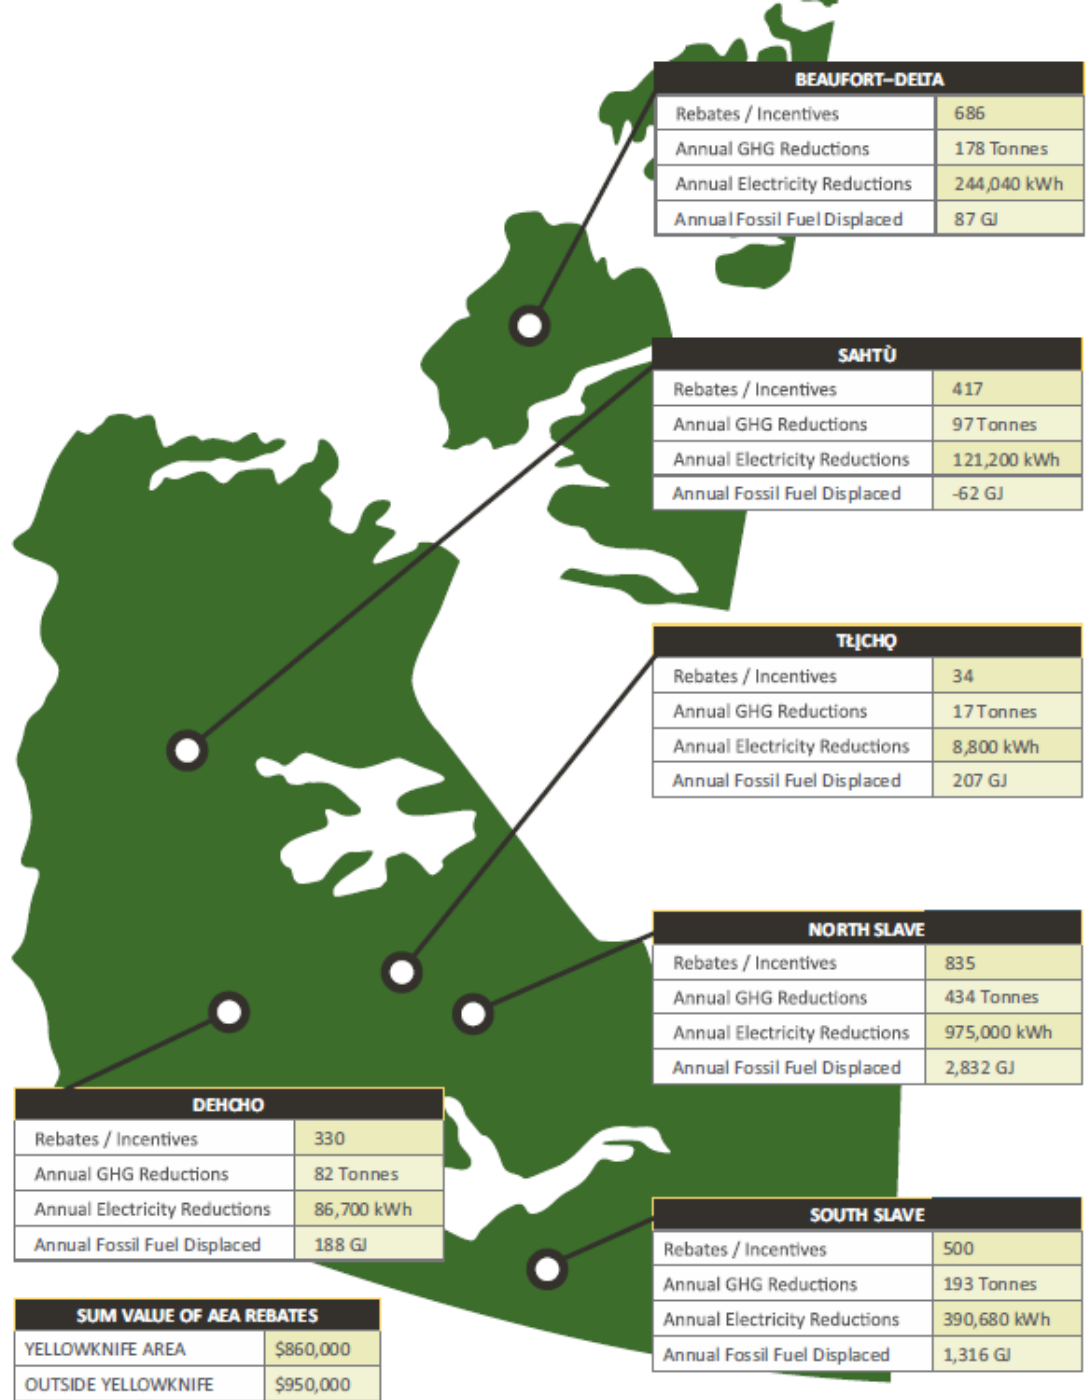 BEAUFORT–DELTA
Rebates / Incentives 686
Annual GHG Reductions 178 Tonnes
Annual Electricity Reductions 244,040 kWh
Annual Fossil Fuel Displaced 87 GJ
SAHTÙ
Rebates / Incentives 417
Annual GHG Reductions 97 Tonnes
Annual Electricity Reductions 121,200 kWh
Annual Fossil Fuel Displaced -62 GJ
TŁĮCHǪ
Rebates / Incentives 34
Annual GHG Reductions 17 Tonnes
Annual Electricity Reductions 8,800 kWh
Annual Fossil Fuel Displaced 207 GJ
NORTH SLAVE
Rebates / Incentives 835
Annual GHG Reductions 434 Tonnes
Annual Electricity Reductions 975,000 kWh
Annual Fossil Fuel Displaced 2,832 GJ
DEHCHO
Rebates / Incentives 330
Annual GHG Reductions 82 Tonnes
Annual Electricity Reductions 86,700 kWh
Annual Fossil Fuel Displaced 188 GJ
SOUTH SLAVE
Rebates / Incentives 500
Annual GHG Reductions 193 Tonnes
Annual Electricity Reductions 390,680 kWh
Annual Fossil Fuel Displaced 1,316 GJ
SUM VALUE OF AEA REBATES
YELLOWKNIFE AREA $860,000
OUTSIDE YELLOWKNIFE $950,000